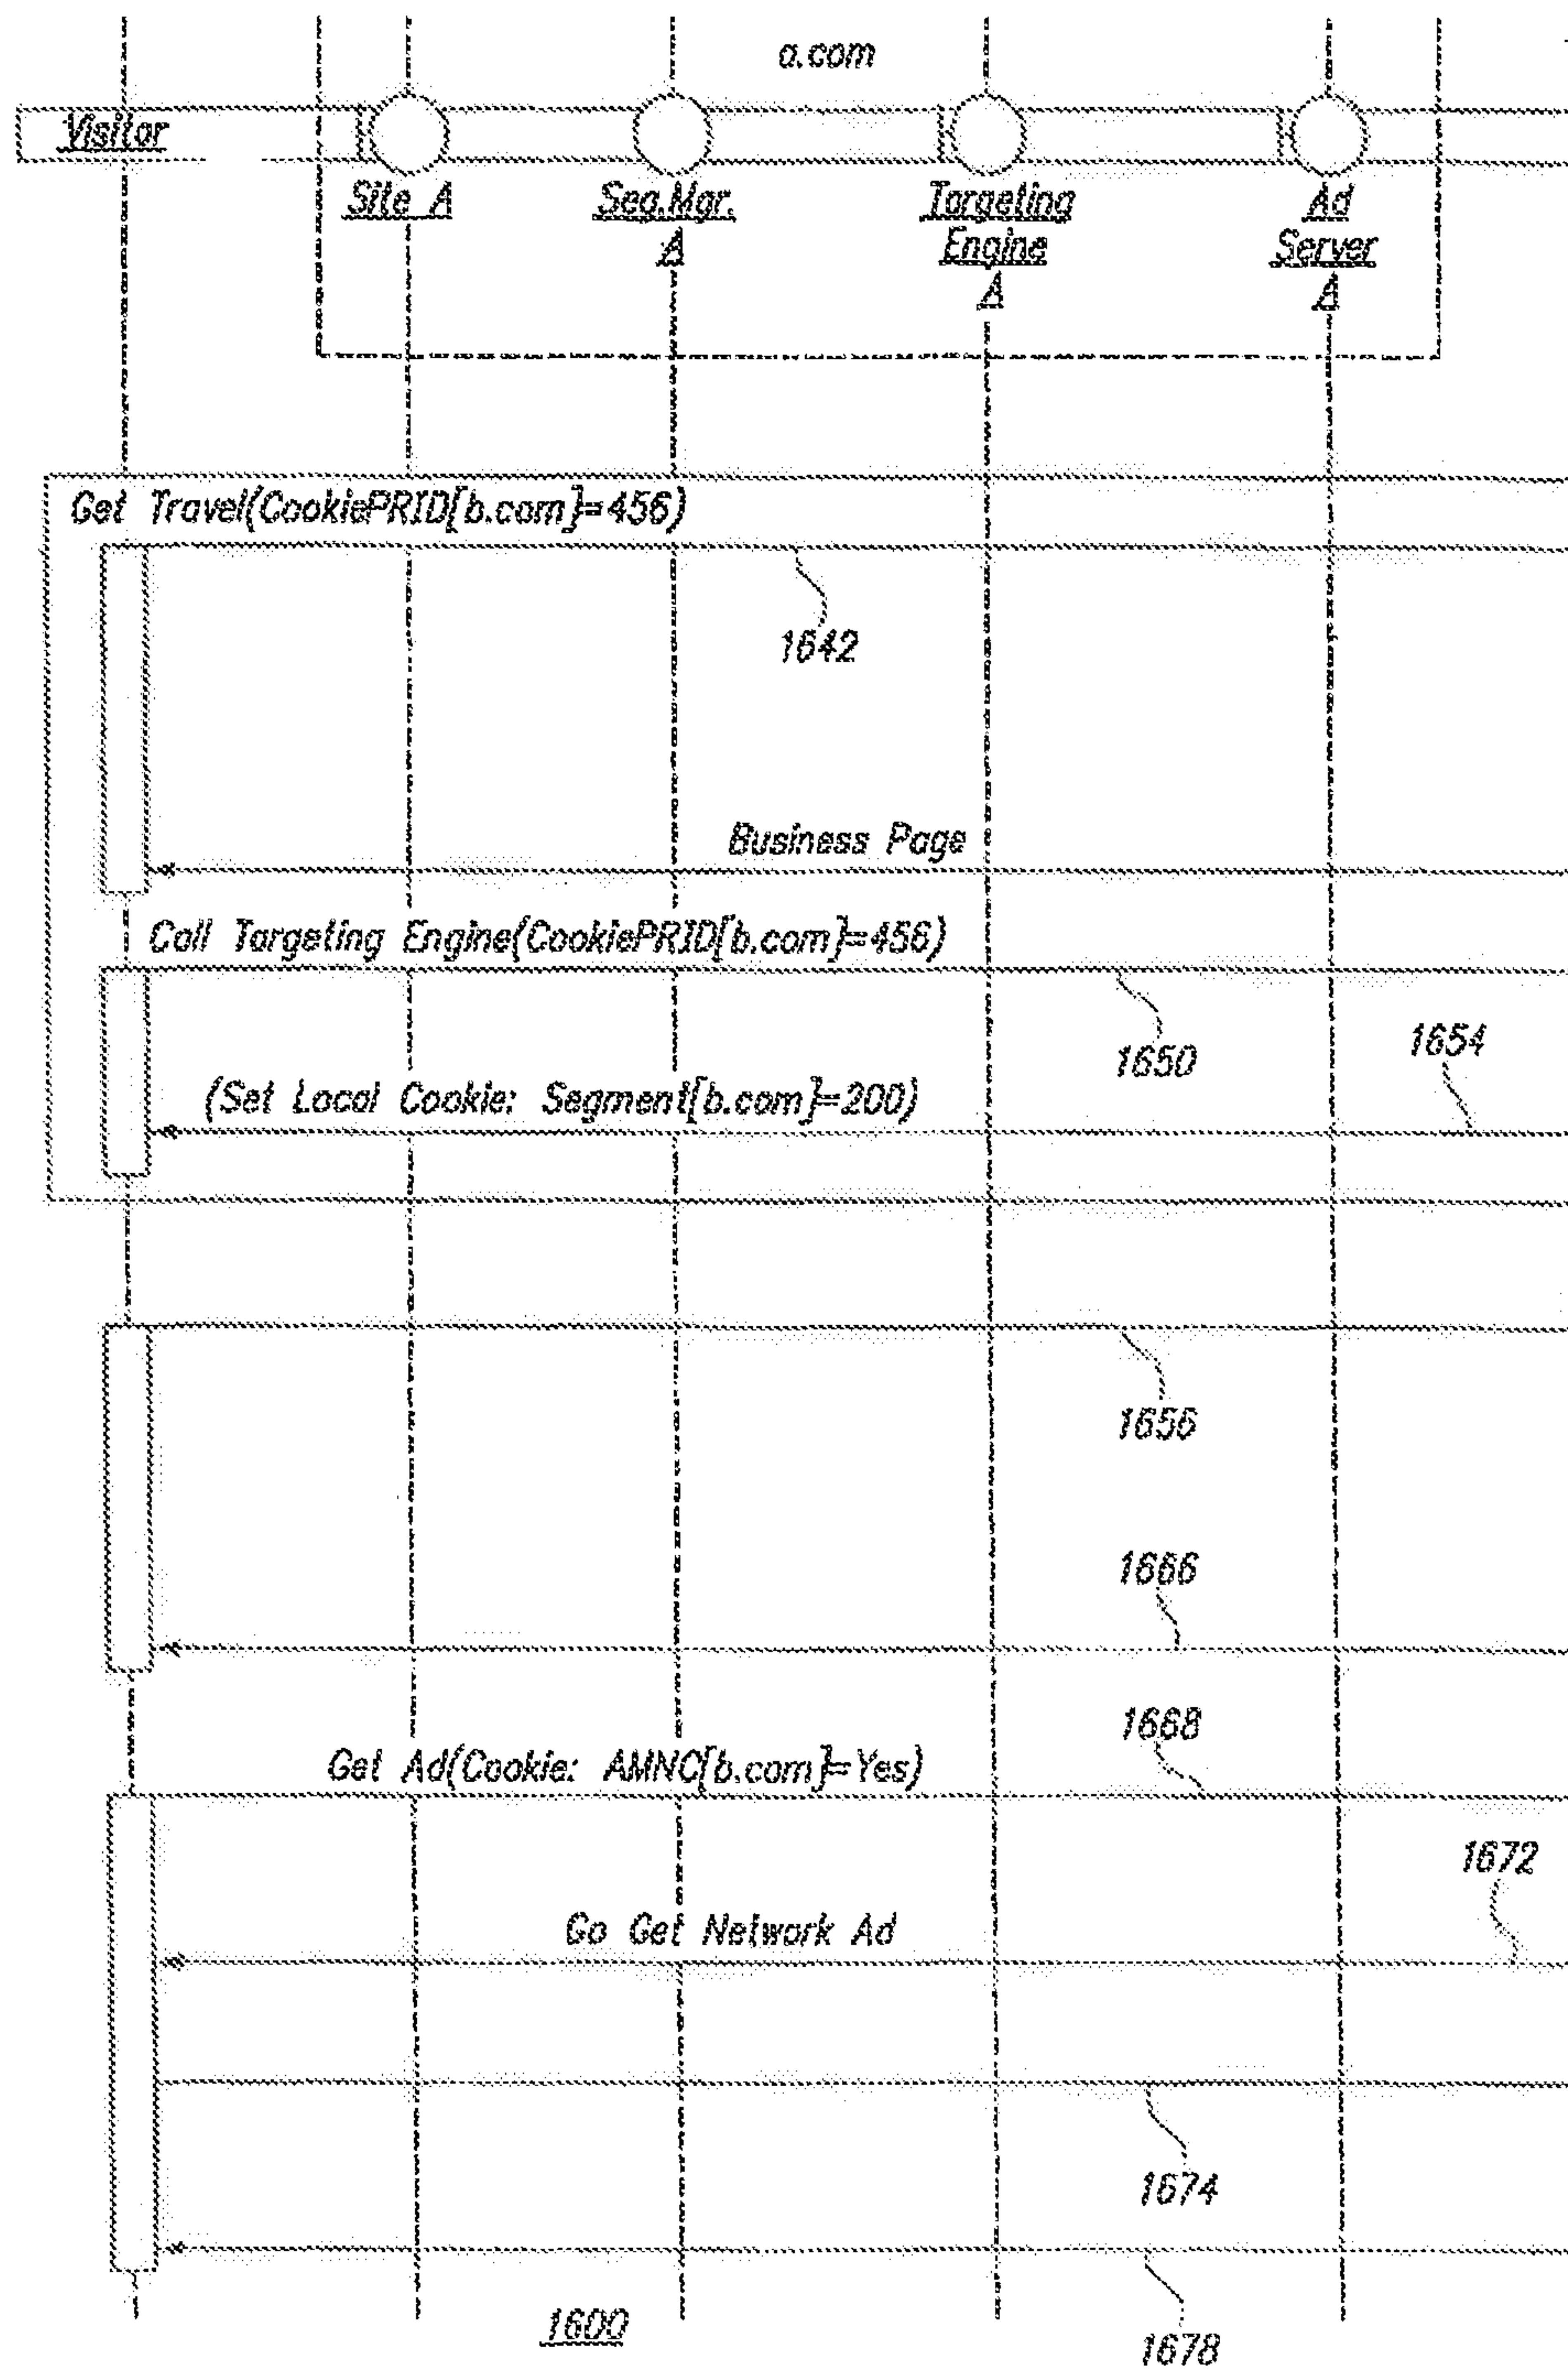 a.com
Visitor
Site A
Seg.Mgr.
A
Targeting
Engine
A
Ad
Server
A
Get Travel(CookiePRID[b.com]=456)
1642
Business Page
Call Targeting Engine(CookiePRID[b.com]=456)
1650
1654
(Set Local Cookie: Segment[b.com]=200)
1656
1666
1668
Get Ad(Cookie: AMNC[b.com]=Yes)
1672
Go Get Network Ad
1674
1600
1678